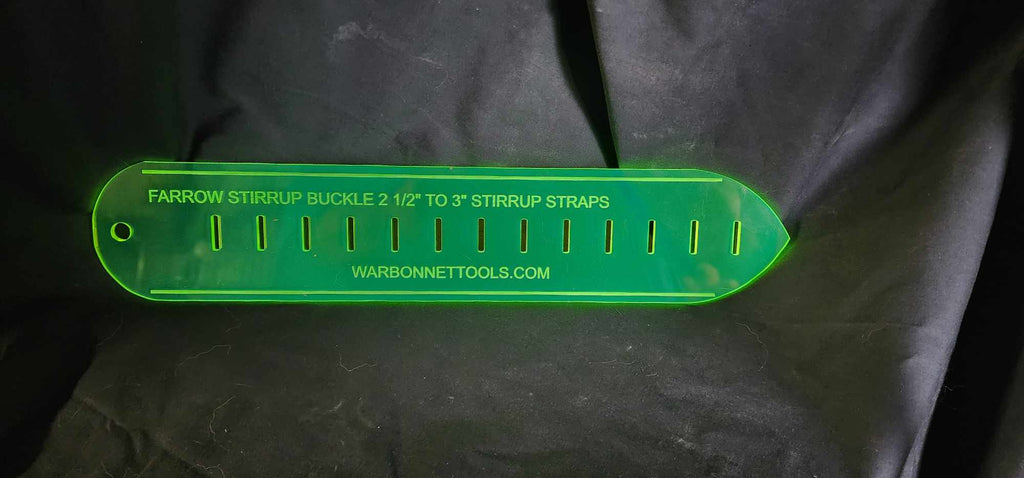 FARROW STIRRUP BUCKLE 2 1/2" TO 3" STIRRUP STRAPS
WARBONNETTOOLS.COM